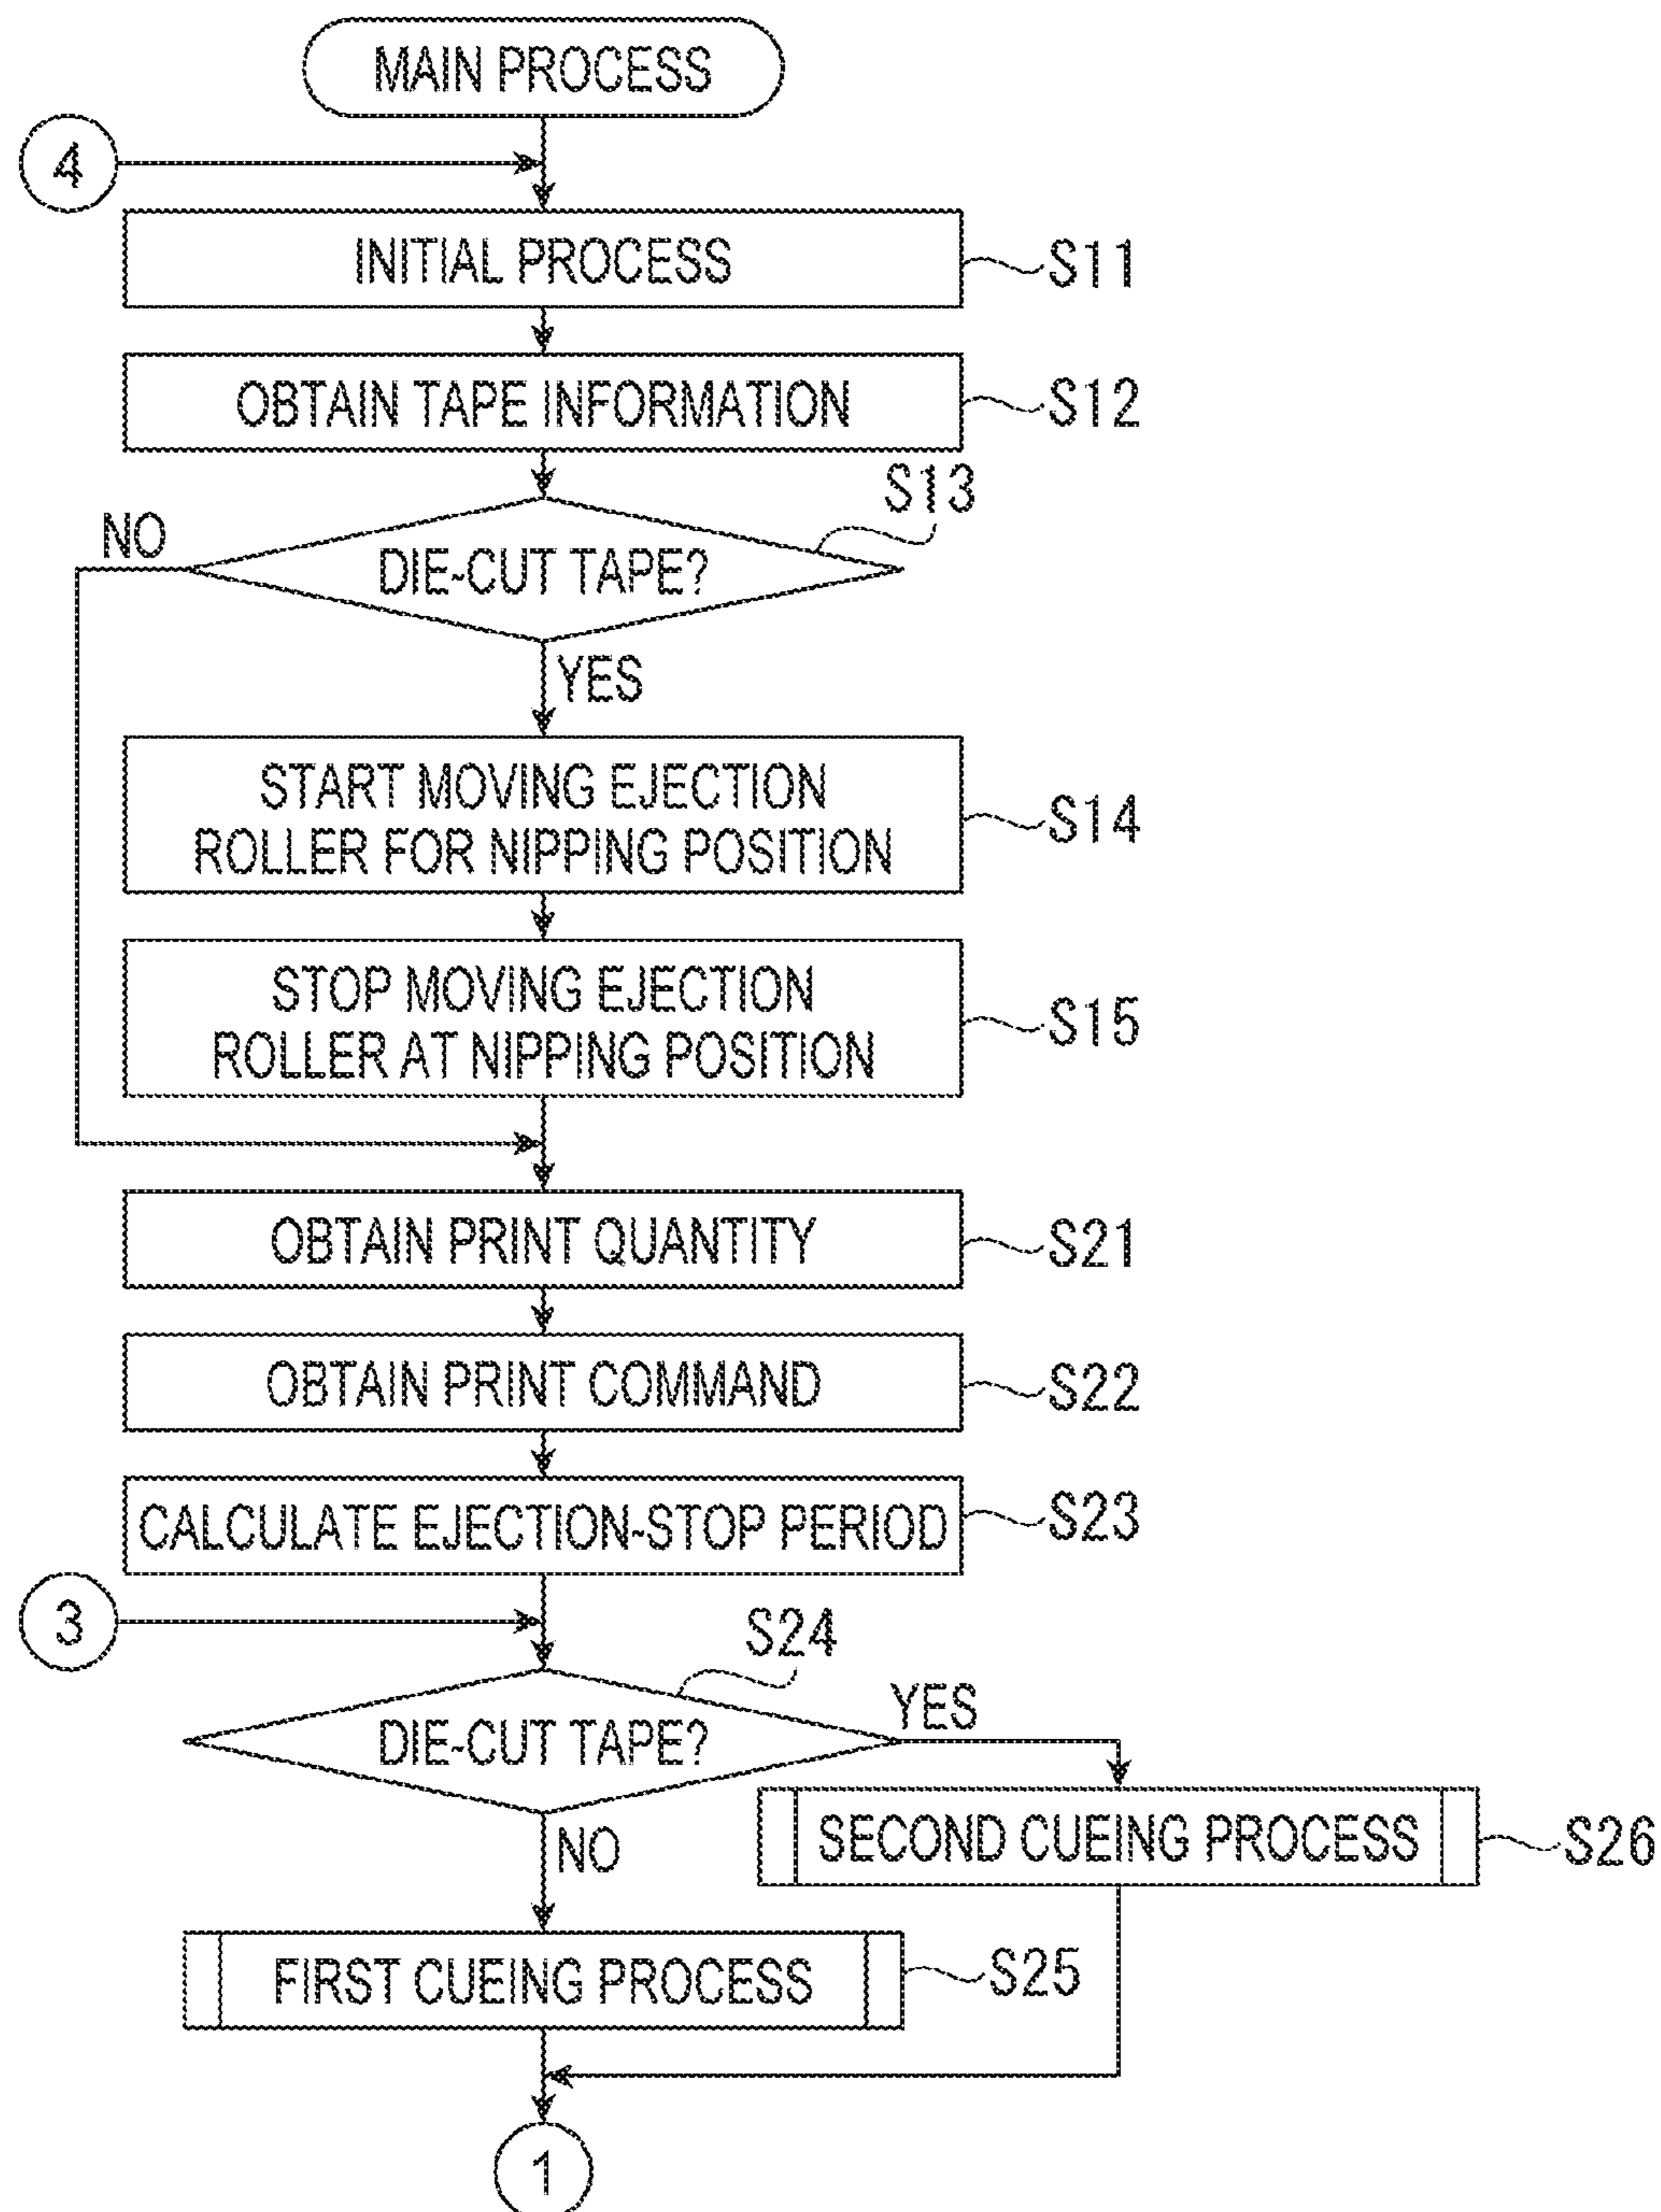 MAIN PROCESS
4
INITIAL PROCESS
S11
OBTAIN TAPE INFORMATION
S12
S13
NO
DIE-CUT TAPE?
YES
START MOVING EJECTION
ROLLER FOR NIPPING POSITION
S14
STOP MOVING EJECTION
ROLLER AT NIPPING POSITION
S15
OBTAIN PRINT QUANTITY
S21
OBTAIN PRINT COMMAND
S22
CALCULATE EJECTION-STOP PERIOD
S23
3
S24
DIE-CUT TAPE?
YES
SECOND CUEING PROCESS
S26
NO
FIRST CUEING PROCESS
S25
1